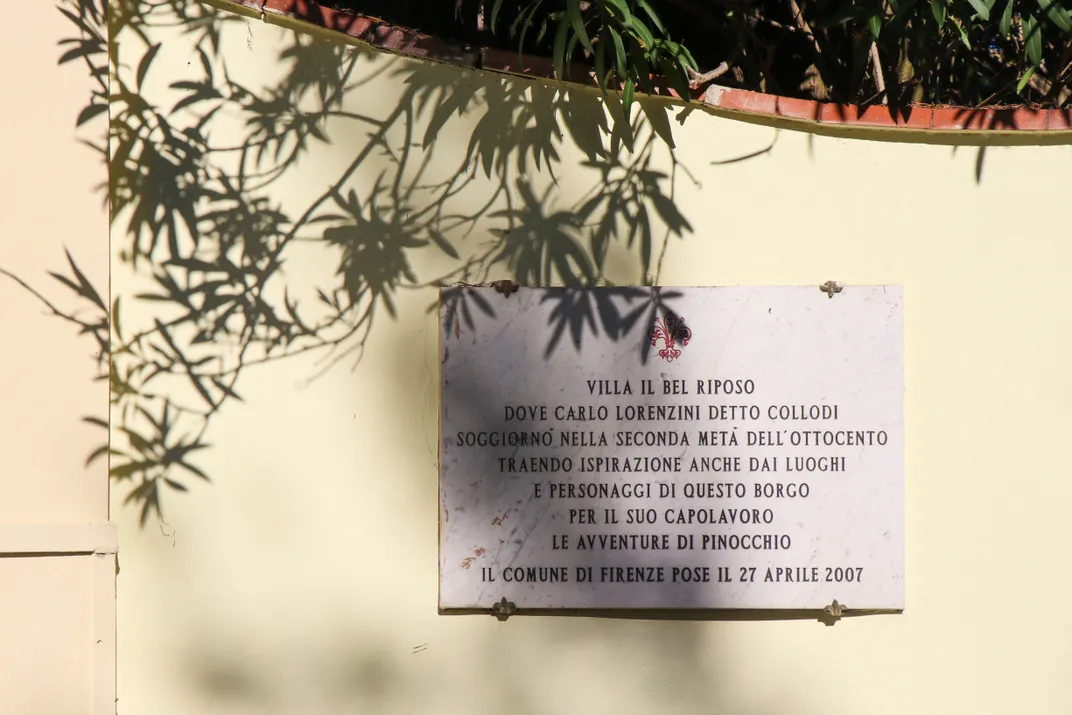 VILLA IL BEL RIPOSO
DOVE CARLO LORENZINI DETTO COLLODI
SOGGIORNÒ NELLA SECONDA METÀ DELL'OTTOCENTO
TRAENDO ISPIRAZIONE ANCHE DAI LUOGHI
E PERSONAGGI DI QUESTO BORGO
PER IL SUO CAPOLAVORO
LE AVVENTURE DI PINOCCHIO
IL COMUNE DI FIRENZE POSE IL 27 APRILE 2007